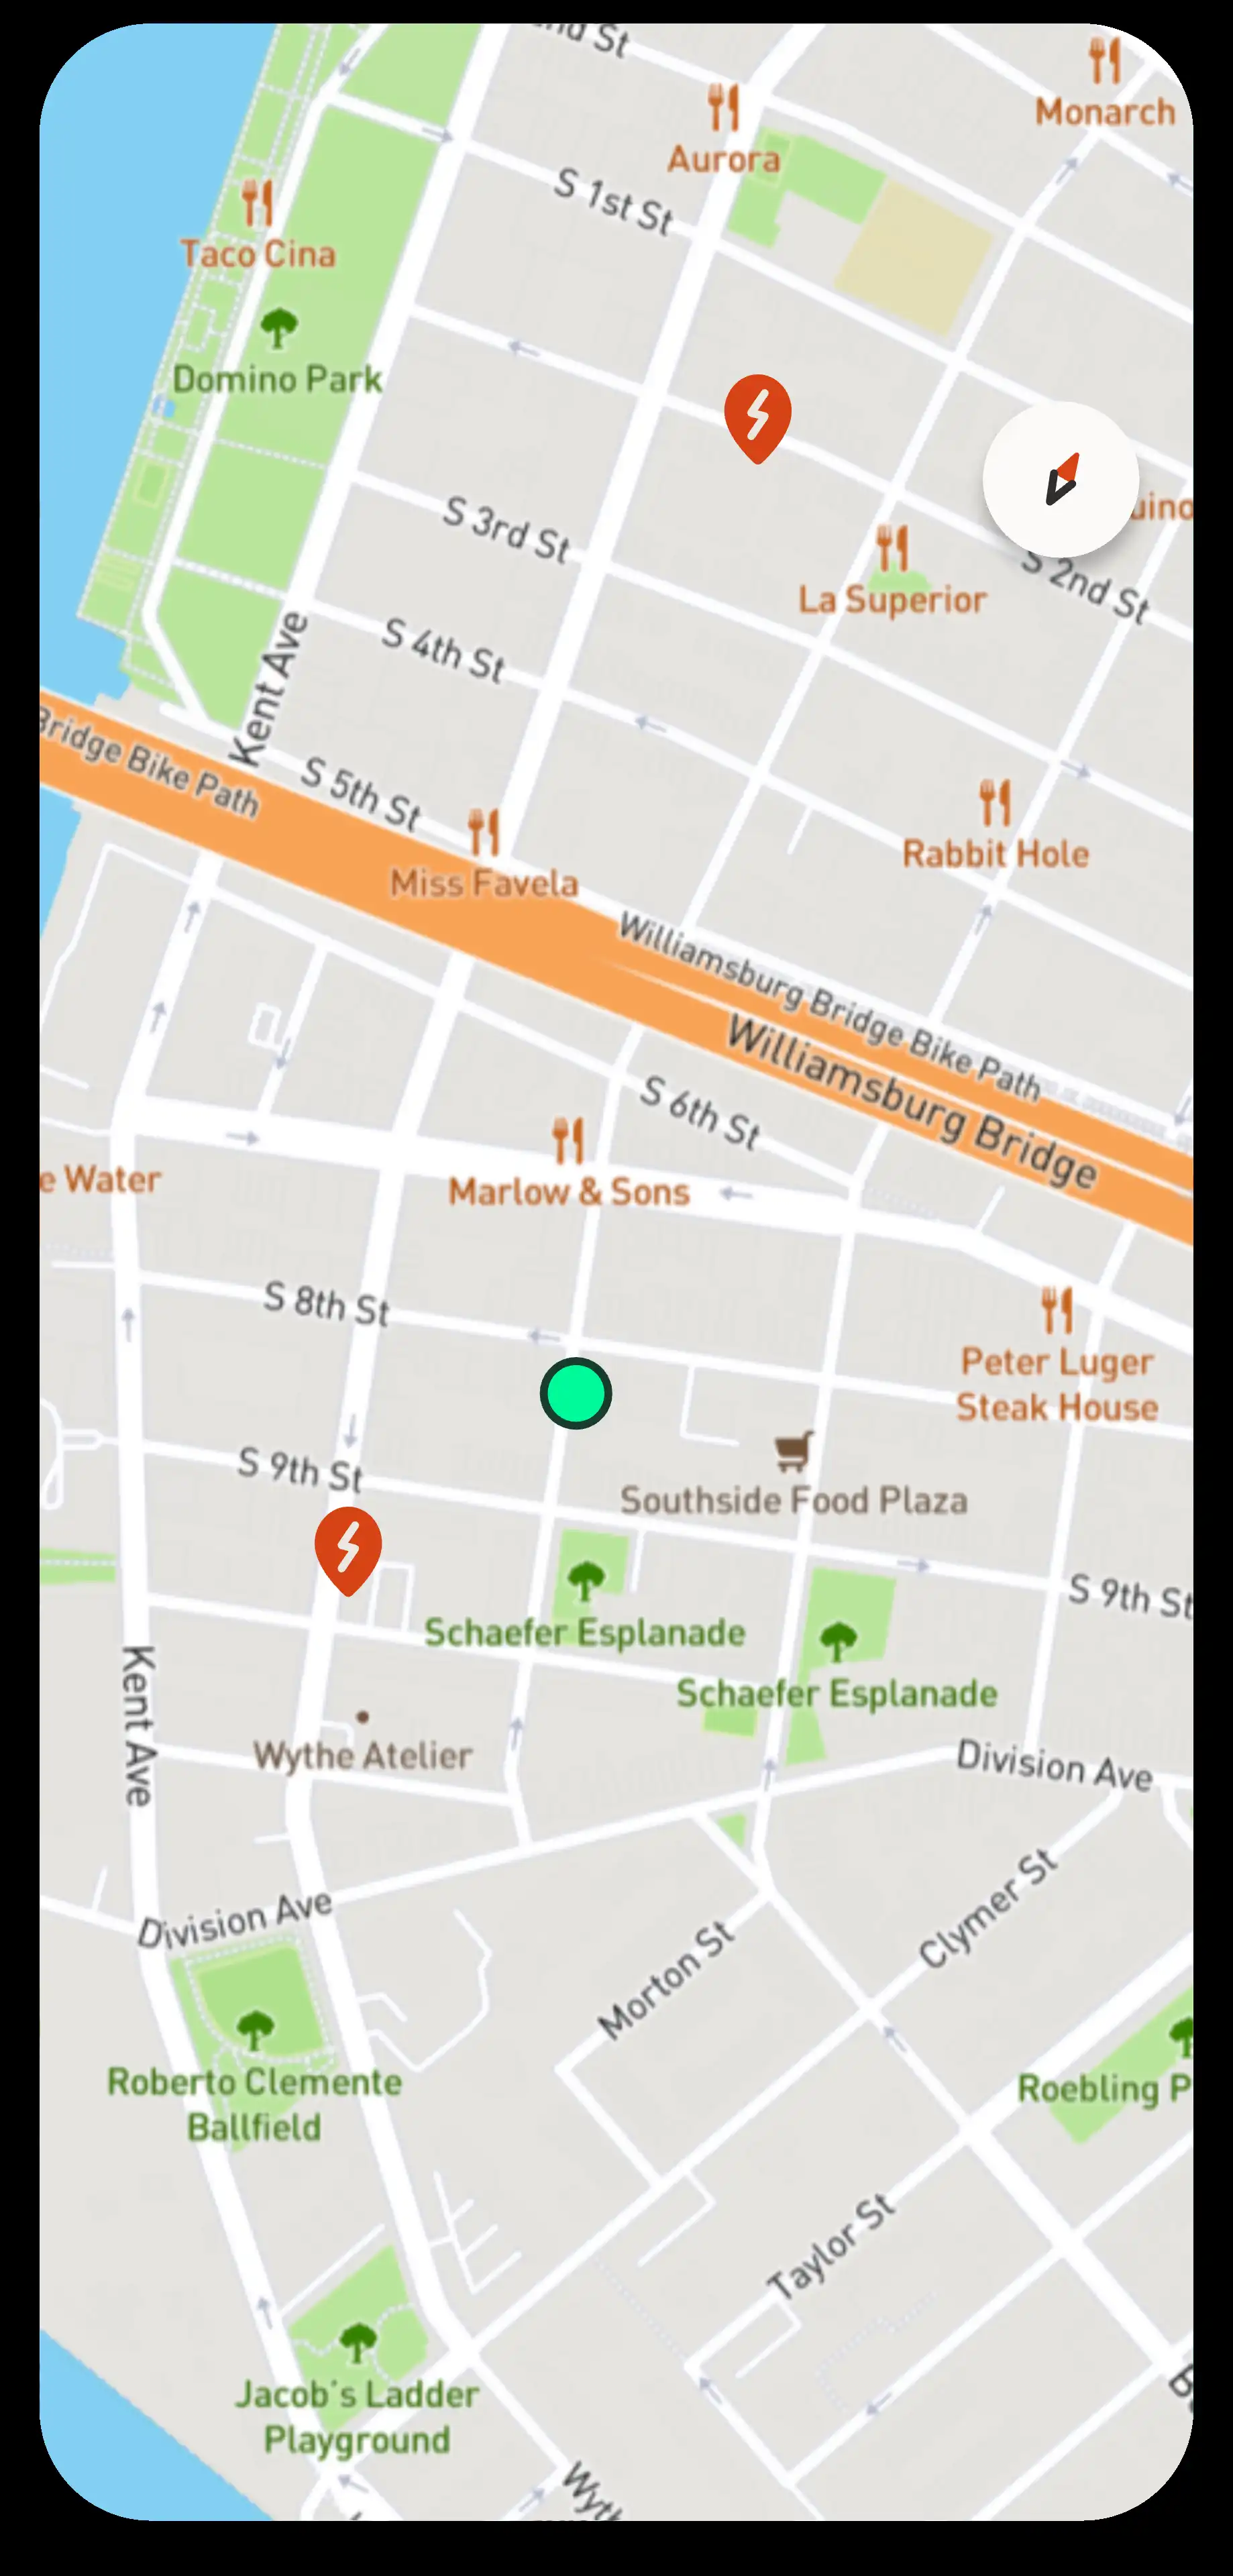 St
Monarch
Aurora
S 1st St
Taco Cina
Domino Park
S 3rd St
S 2nd St
La Superior
S 4th St
Kent Ave
Bridge Bike Path
S 5th St
Rabbit Hole
Miss Favela
Williamsburg Bridge Bike Path
Williamsburg Bridge
S 6th St
e Water
Marlow & Sons
S 8th St
Peter Luger
Steak House
S 9th St
Southside Food Plaza
S 9th St
Schaefer Esplanade
Schaefer Esplanade
Kent Ave
Wythe Atelier
Division Ave
Division Ave
Clymer St
Morton St
Roberto Clemente
Ballfield
Roebling P
Taylor St
Jacob's Ladder
Playground